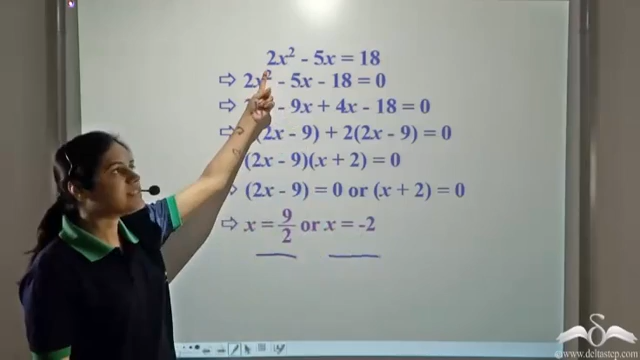 2x² - 5x = 18
⇨ 2x² - 5x - 18 = 0
⇨ - 9x + 4x - 18 = 0
⇨ (2x - 9) + 2(2x - 9) = 0
(2x - 9)(x + 2) = 0
⇨ (2x - 9) = 0 or (x + 2) = 0
⇨ x = 9/2 or x = -2
©www.deltastep.com